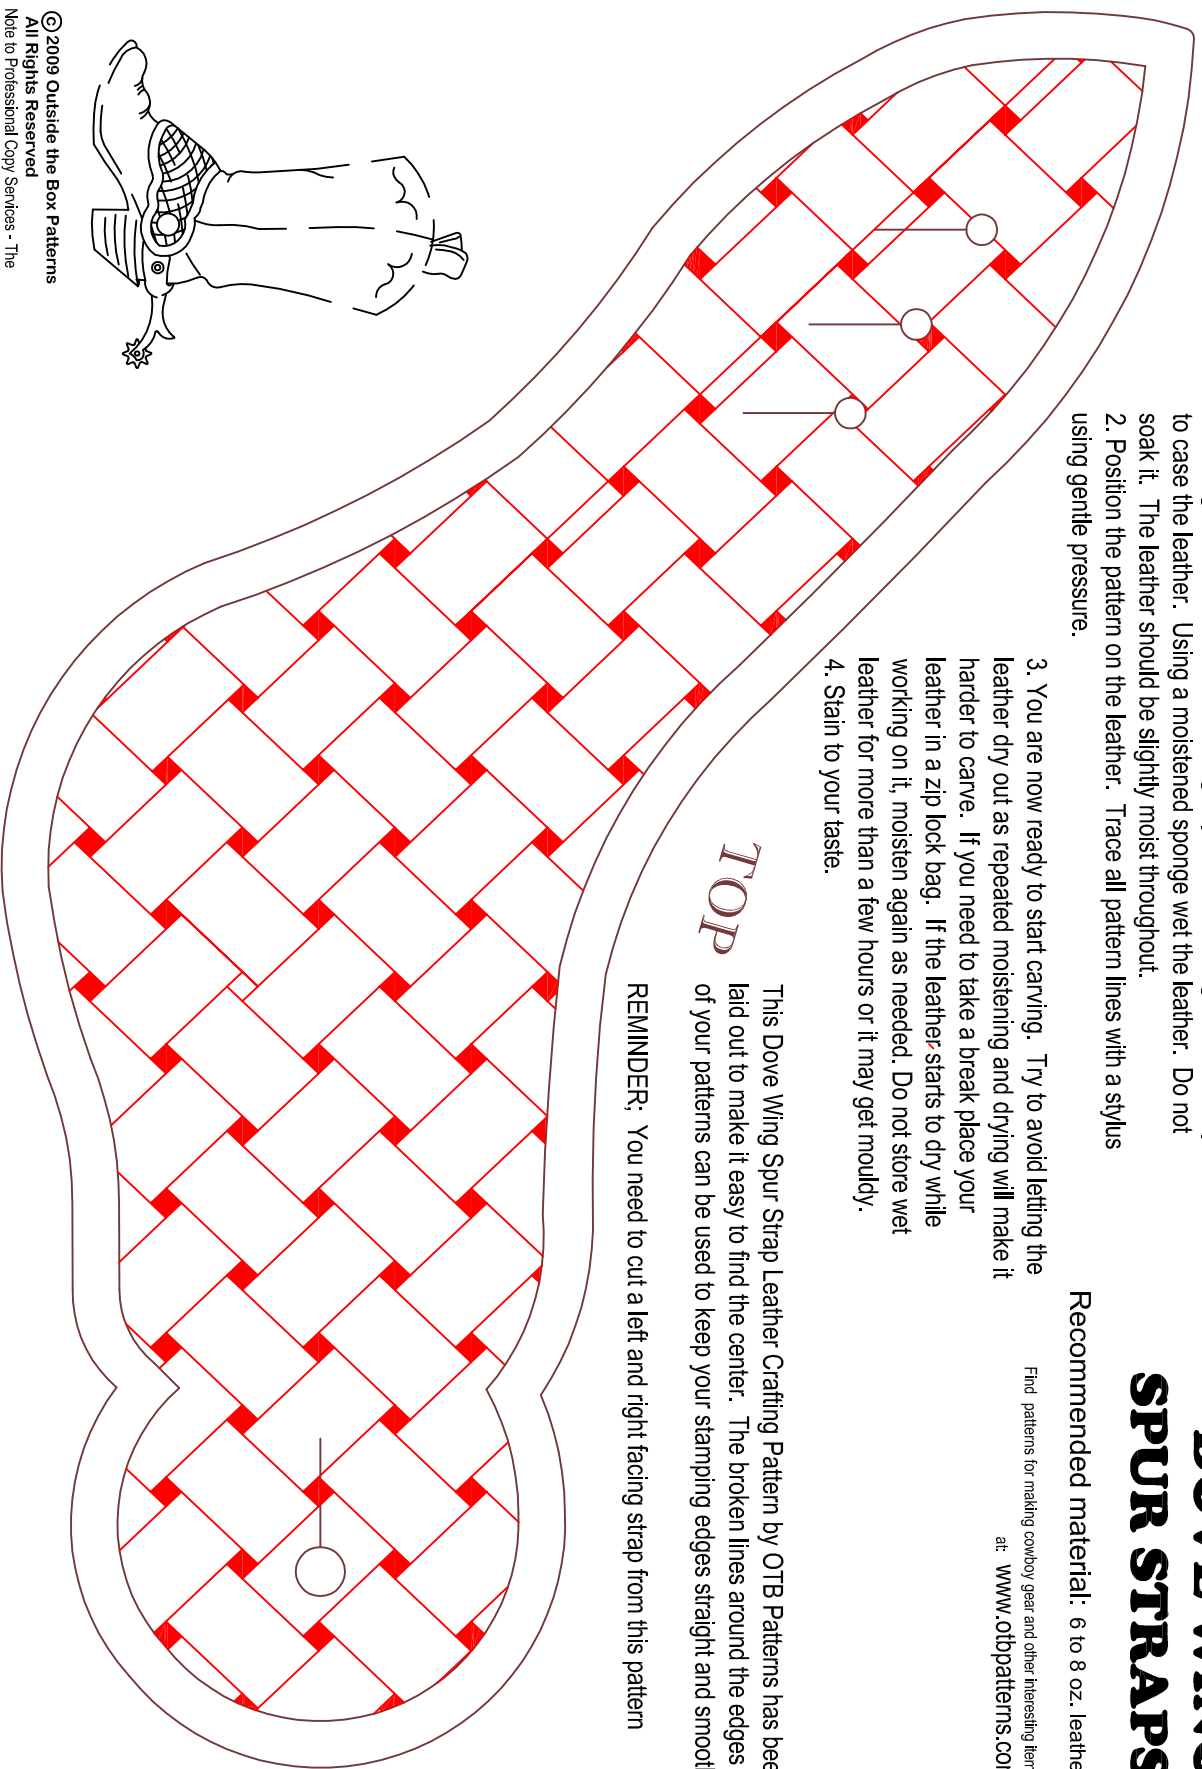 SPUR STRAPS
Recommended material: 6 to 8 oz. leathe
Find patterns for making cowboy gear and other interesting item
at: www.otbpatterns.co
to case the leather. Using a moistened sponge wet the leather. Do not
soak it. The leather should be slightly moist throughout.
2. Position the pattern on the leather. Trace all pattern lines with a stylus
using gentle pressure.
3. You are now ready to start carving. Try to avoid letting the
leather dry out as repeated moistening and drying will make it
harder to carve. If you need to take a break place your
leather in a zip lock bag. If the leather starts to dry while
working on it, moisten again as needed. Do not store wet
leather for more than a few hours or it may get mouldy.
4. Stain to your taste.
TOP
This Dove Wing Spur Strap Leather Crafting Pattern by OTB Patterns has bee
laid out to make it easy to find the center. The broken lines around the edges
of your patterns can be used to keep your stamping edges straight and smoot
REMINDER; You need to cut a left and right facing strap from this pattern
© 2009 Outside the Box Patterns
All Rights Reserved
Note to Professional Copy Services - The